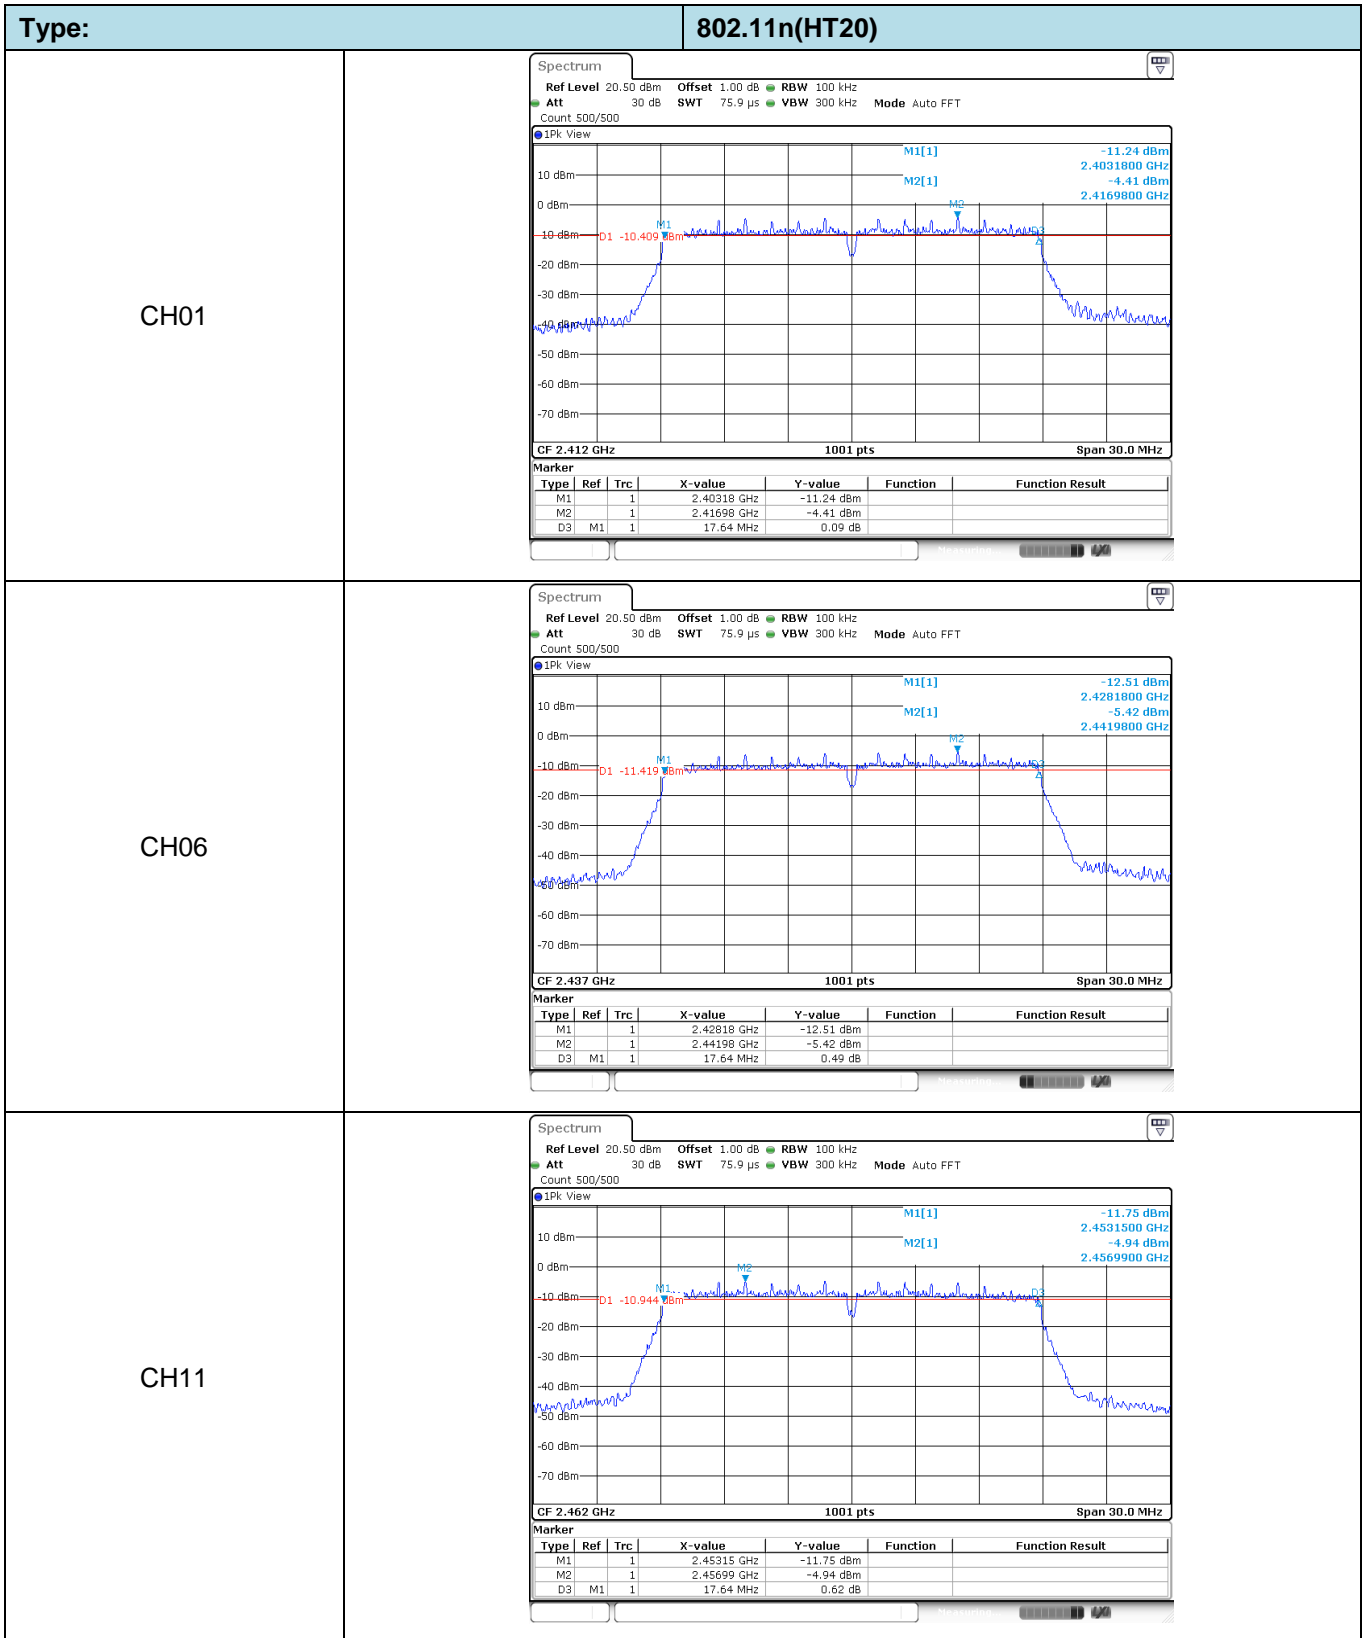 Type: 802.11n(HT20)
CH01
Spectrum
Ref Level 20.50 dBm Offset 1.00 dB RBW 100 kHz
Att 30 dB SWT 75.9 µs VBW 300 kHz Mode Auto FFT
Count 500/500
1Pk View
M1[1] -11.24 dBm
2.4031800 GHz
10 dBm
M2[1] -4.41 dBm
2.4169800 GHz
0 dBm
M2
M1
D3
-10 dBm
D1 -10.409 dBm
-20 dBm
-30 dBm
-40 dBm
-50 dBm
-60 dBm
-70 dBm
CF 2.412 GHz 1001 pts Span 30.0 MHz
Marker
Type Ref Trc X-value Y-value Function Function Result
M1 1 2.40318 GHz -11.24 dBm
M2 1 2.41698 GHz -4.41 dBm
D3 M1 1 17.64 MHz 0.09 dB
Measuring...
CH06
Spectrum
Ref Level 20.50 dBm Offset 1.00 dB RBW 100 kHz
Att 30 dB SWT 75.9 µs VBW 300 kHz Mode Auto FFT
Count 500/500
1Pk View
M1[1] -12.51 dBm
2.4281800 GHz
10 dBm
M2[1] -5.42 dBm
2.4419800 GHz
0 dBm
M2
M1
D3
-10 dBm
D1 -11.419 dBm
-20 dBm
-30 dBm
-40 dBm
-50 dBm
-60 dBm
-70 dBm
CF 2.437 GHz 1001 pts Span 30.0 MHz
Marker
Type Ref Trc X-value Y-value Function Function Result
M1 1 2.42818 GHz -12.51 dBm
M2 1 2.44198 GHz -5.42 dBm
D3 M1 1 17.64 MHz 0.49 dB
Measuring...
CH11
Spectrum
Ref Level 20.50 dBm Offset 1.00 dB RBW 100 kHz
Att 30 dB SWT 75.9 µs VBW 300 kHz Mode Auto FFT
Count 500/500
1Pk View
M1[1] -11.75 dBm
2.4531500 GHz
10 dBm
M2[1] -4.94 dBm
2.4569900 GHz
0 dBm
M2
M1
D3
-10 dBm
D1 -10.944 dBm
-20 dBm
-30 dBm
-40 dBm
-50 dBm
-60 dBm
-70 dBm
CF 2.462 GHz 1001 pts Span 30.0 MHz
Marker
Type Ref Trc X-value Y-value Function Function Result
M1 1 2.45315 GHz -11.75 dBm
M2 1 2.45699 GHz -4.94 dBm
D3 M1 1 17.64 MHz 0.62 dB
Measuring...